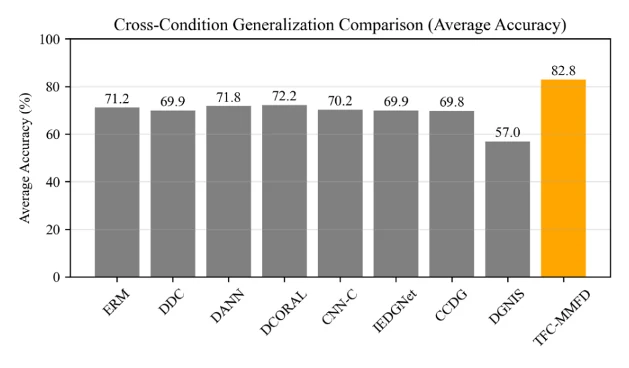 Cross-Condition Generalization Comparison (Average Accuracy)
Average Accuracy (%)
100
80
60
40
20
0
71.2
69.9
71.8
72.2
70.2
69.9
69.8
57.0
82.8
ERM
DDC
DANN
DCORAL
CNN-C
IEDGNet
CCDG
DGNIS
TFC-MMFD